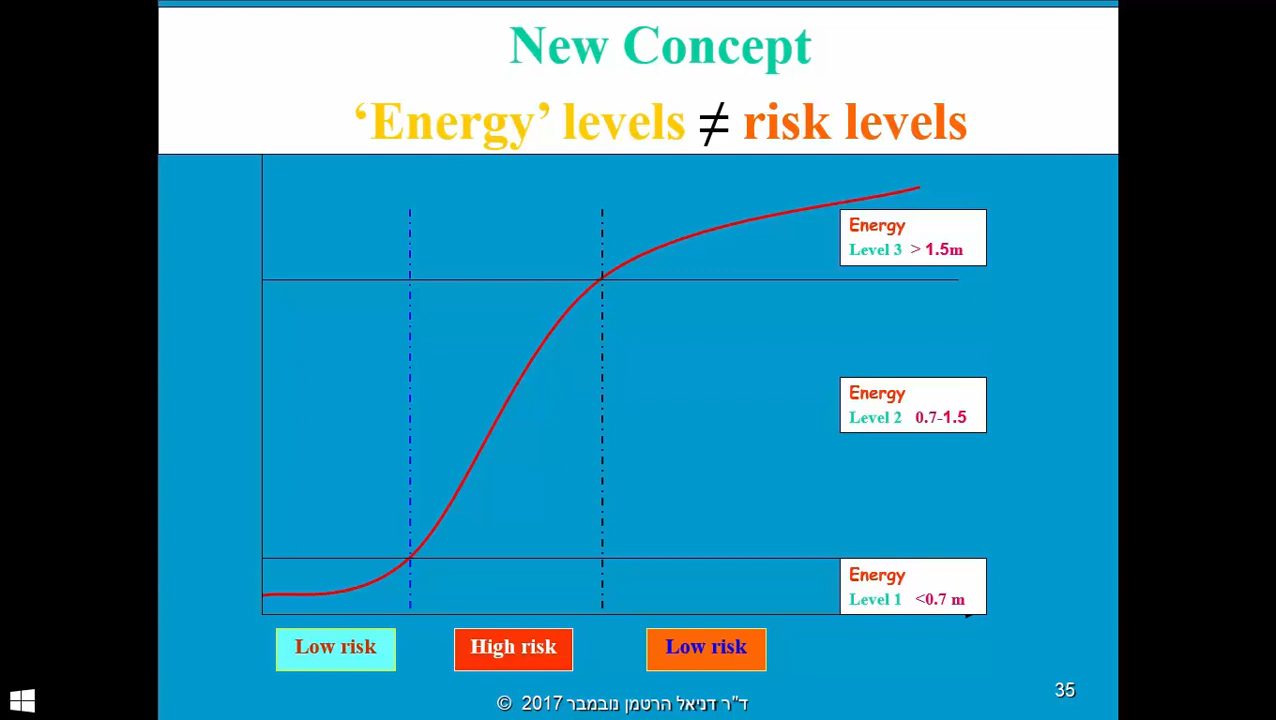 New Concept
‘Energy’ levels ≠ risk levels
Energy
Level 3 > 1.5m
Energy
Level 2 0.7-1.5
Energy
Level 1 <0.7 m
Low risk
High risk
Low risk
35
ד"ר דניאל הרטמן נובמבר 2017 ©